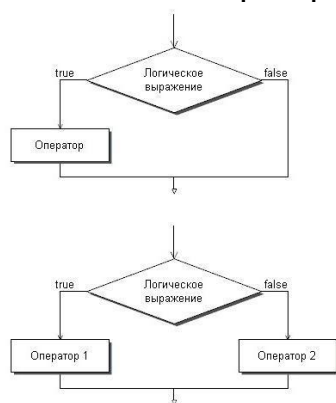 true
Логическое
выражение
false
Оператор
true
Логическое
выражение
false
Оператор 1
Оператор 2